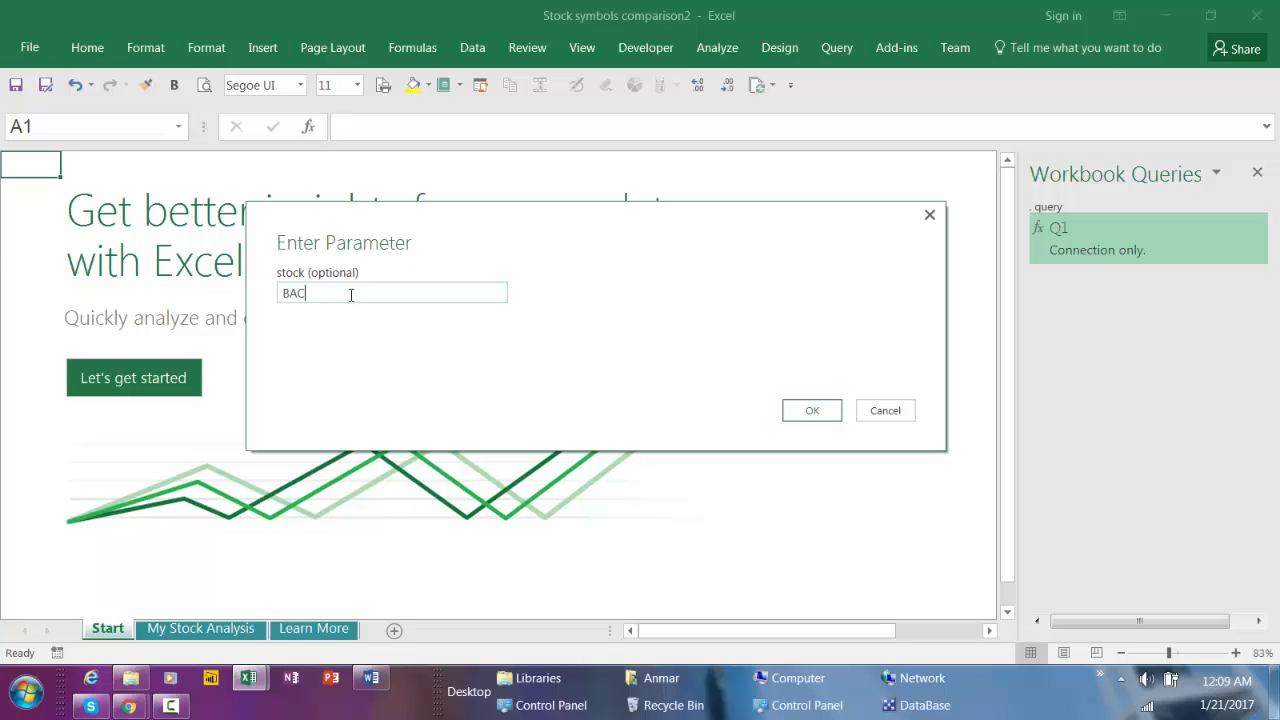 Stock symbols comparison2 - Excel
Sign in
File Home Format Format Insert Page Layout Formulas Data Review View Developer Analyze Design Query Add-ins Team Tell me what you want to do Share
B Segoe UI 11
A1 fx
Get better
with Excel
Quickly analyze and
Let's get started
Enter Parameter
stock (optional)
BAC
OK Cancel
Workbook Queries
. query
fx Q1
Connection only.
Start My Stock Analysis Learn More
Ready 83%
Desktop
Libraries Anmar Computer Network
Control Panel Recycle Bin Control Panel DataBase
12:09 AM
1/21/2017